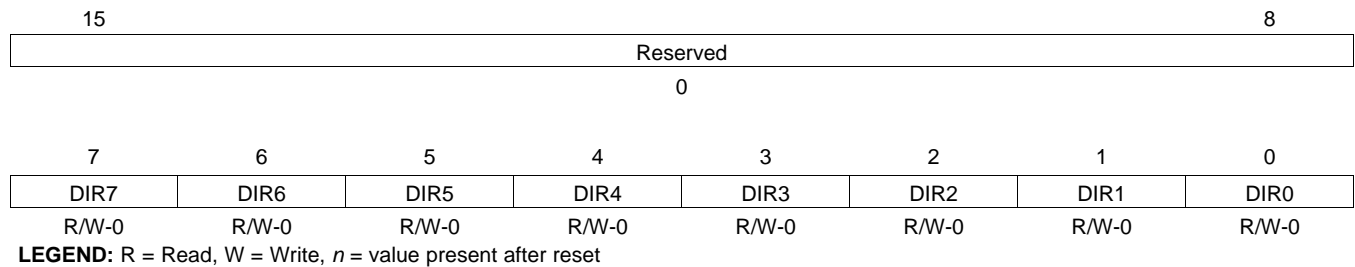 15 8
Reserved
0
7 6 5 4 3 2 1 0
DIR7 DIR6 DIR5 DIR4 DIR3 DIR2 DIR1 DIR0
R/W-0 R/W-0 R/W-0 R/W-0 R/W-0 R/W-0 R/W-0 R/W-0
LEGEND: R = Read, W = Write, n = value present after reset